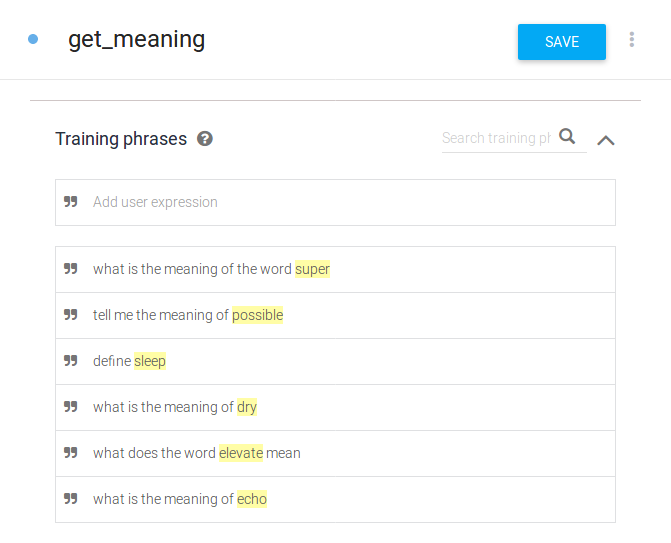 get_meaning
SAVE
Training phrases
Search training ph
Add user expression
what is the meaning of the word super
tell me the meaning of possible
define sleep
what is the meaning of dry
what does the word elevate mean
what is the meaning of echo